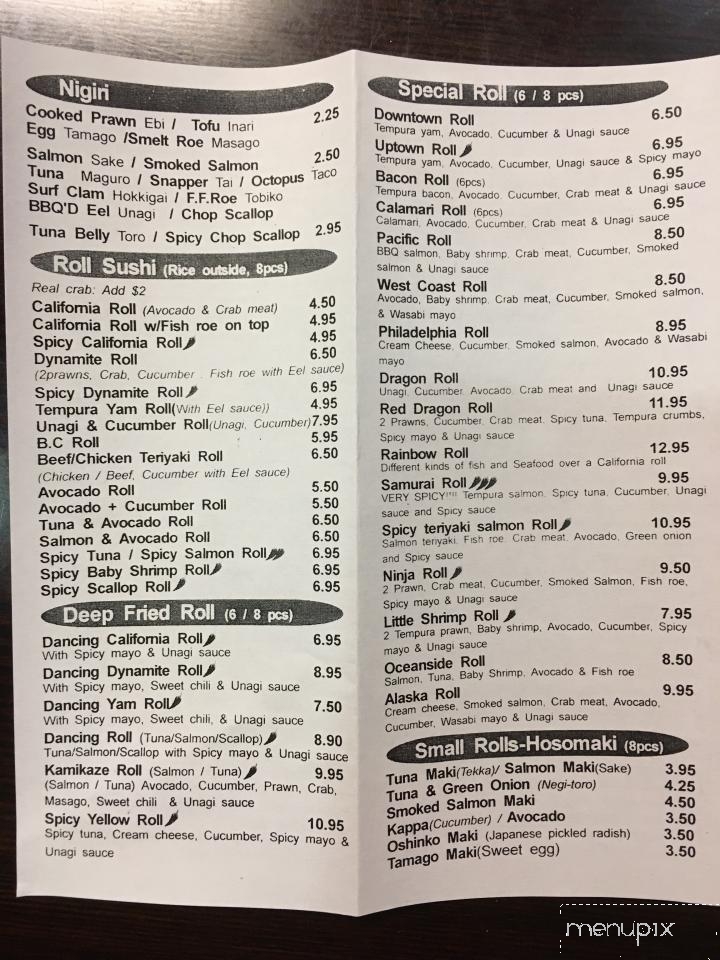 Nigiri
Cooked Prawn Ebi / Tofu Inari 2.25
Egg Tamago /Smelt Roe Masago
Salmon Sake / Smoked Salmon 2.50
Tuna Maguro / Snapper Tai / Octopus Taco
Surf Clam Hokkigai / F.F.Roe Tobiko
BBQ'D Eel Unagi / Chop Scallop
Tuna Belly Toro / Spicy Chop Scallop 2.95
Roll Sushi (Rice outside, 8pcs)
Real crab: Add $2
California Roll (Avocado & Crab meat) 4.50
California Roll w/Fish roe on top 4.95
Spicy California Roll 4.95
Dynamite Roll 6.50
(2prawns, Crab, Cucumber . Fish roe with Eel sauce)
Spicy Dynamite Roll 6.95
Tempura Yam Roll(With Eel sauce)) 4.95
Unagi & Cucumber Roll(Unagi, Cucumber) 7.95
B.C Roll 5.95
Beef/Chicken Teriyaki Roll 6.50
(Chicken / Beef, Cucumber with Eel sauce)
Avocado Roll 5.50
Avocado + Cucumber Roll 5.50
Tuna & Avocado Roll 6.50
Salmon & Avocado Roll 6.50
Spicy Tuna / Spicy Salmon Roll 6.95
Spicy Baby Shrimp Roll 6.95
Spicy Scallop Roll 6.95
Deep Fried Roll (6 / 8 pcs)
Dancing California Roll 6.95
With Spicy mayo & Unagi sauce
Dancing Dynamite Roll 8.95
With Spicy mayo, Sweet chili & Unagi sauce
Dancing Yam Roll 7.50
With Spicy mayo, Sweet chili, & Unagi sauce
Dancing Roll (Tuna/Salmon/Scallop) 8.90
Tuna/Salmon/Scallop with Spicy mayo & Unagi sauce
Kamikaze Roll (Salmon / Tuna) 9.95
(Salmon / Tuna) Avocado, Cucumber, Prawn, Crab,
Masago, Sweet chili & Unagi sauce
Spicy Yellow Roll 10.95
Spicy tuna, Cream cheese, Cucumber, Spicy mayo &
Unagi sauce
Special Roll (6 / 8 pcs)
Downtown Roll 6.50
Tempura yam, Avocado, Cucumber & Unagi sauce
Uptown Roll 6.95
Tempura yam, Avocado, Cucumber, Unagi sauce & Spicy mayo
Bacon Roll (6pcs) 6.95
Tempura bacon, Avocado, Cucumber, Crab meat & Unagi sauce
Calamari Roll (6pcs) 6.95
Calamari, Avocado, Cucumber, Crab meat & Unagi sauce
Pacific Roll 8.50
BBQ salmon, Baby shrimp, Crab meat, Cucumber, Smoked
salmon & Unagi sauce
West Coast Roll 8.50
Avocado, Baby shrimp, Crab meat, Cucumber, Smoked salmon,
& Wasabi mayo
Philadelphia Roll 8.95
Cream Cheese, Cucumber, Smoked salmon, Avocado & Wasabi
mayo
Dragon Roll 10.95
Unagi, Cucumber, Avocado, Crab meat and Unagi sauce
Red Dragon Roll 11.95
2 Prawns, Cucumber, Crab meat, Spicy tuna, Tempura crumbs,
Spicy mayo & Unagi sauce
Rainbow Roll 12.95
Different kinds of fish and Seafood over a California roll
Samurai Roll 9.95
VERY SPICY!!!! Tempura salmon, Spicy tuna, Cucumber, Unagi
sauce and Spicy sauce
Spicy teriyaki salmon Roll 10.95
Salmon teriyaki, Fish roe, Crab meat, Avocado, Green onion
and Spicy sauce
Ninja Roll 9.50
2 Prawn, Crab meat, Cucumber, Smoked Salmon, Fish roe,
Spicy mayo & Unagi sauce
Little Shrimp Roll 7.95
2 Tempura prawn, Baby shrimp, Avocado, Cucumber, Spicy
mayo & Unagi sauce
Oceanside Roll 8.50
Salmon, Tuna, Baby Shrimp, Avocado & Fish roe
Alaska Roll 9.95
Cream cheese, Smoked salmon, Crab meat, Avocado,
Cucumber, Wasabi mayo & Unagi sauce
Small Rolls-Hosomaki (8pcs)
Tuna Maki(Tekka)/ Salmon Maki(Sake) 3.95
Tuna & Green Onion (Negi-toro) 4.25
Smoked Salmon Maki 4.50
Kappa(Cucumber) / Avocado 3.50
Oshinko Maki (Japanese pickled radish) 3.50
Tamago Maki(Sweet egg) 3.50
menupix